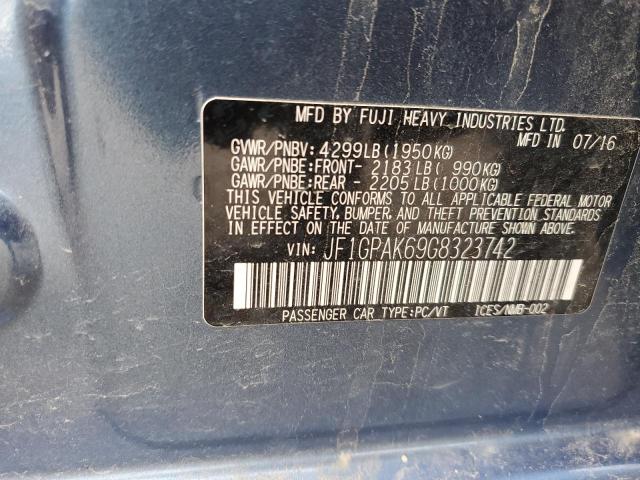 MFD BY FUJI HEAVY INDUSTRIES LTD.
MFD IN 07/16
GVWR/PNBV: 4299LB(1950KG)
GAWR/PNBE:FRONT- 2183LB( 990KG)
GAWR/PNBE:REAR - 2205LB(1000KG)
THIS VEHICLE CONFORMS TO ALL APPLICABLE FEDERAL MOTOR
VEHICLE SAFETY, BUMPER, AND THEFT PREVENTION STANDARDS
IN EFFECT ON THE DATE OF MANUFACTURE SHOWN ABOVE.
VIN: JF1GPAK69G8323742
PASSENGER CAR TYPE:PC/VT ICES/NMB-002